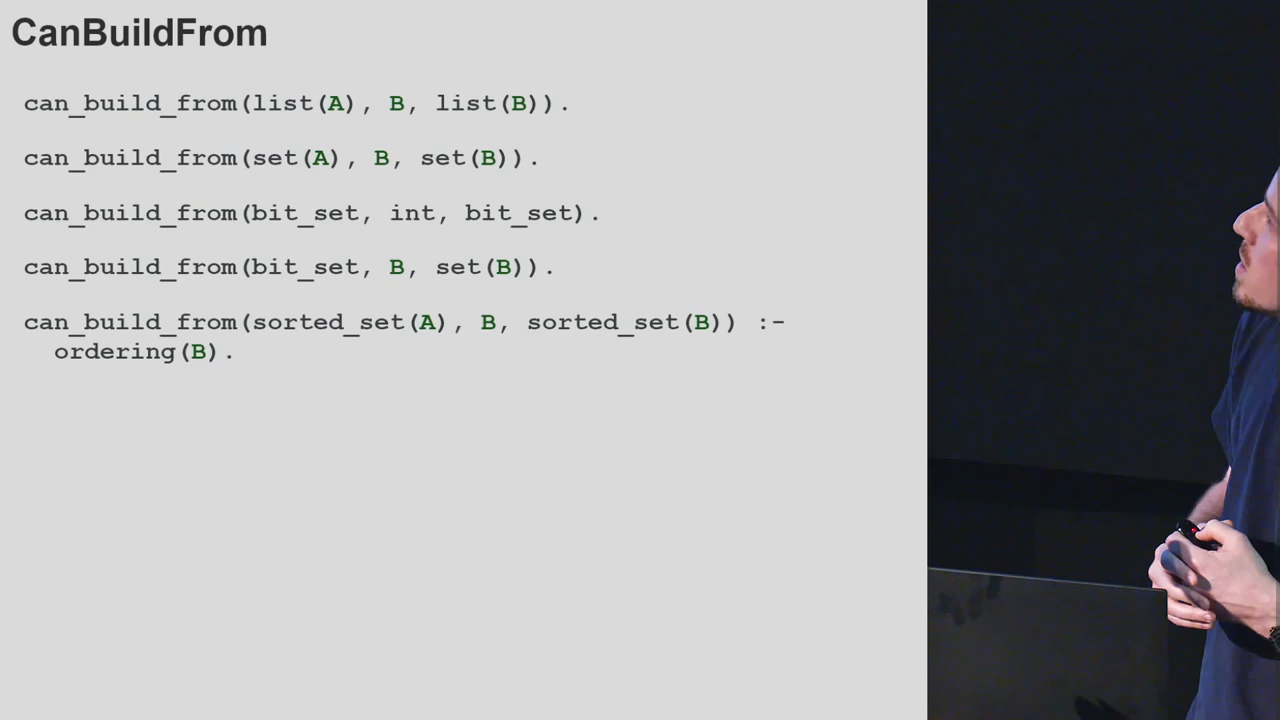 CanBuildFrom
can_build_from(list(A), B, list(B)).
can_build_from(set(A), B, set(B)).
can_build_from(bit_set, int, bit_set).
can_build_from(bit_set, B, set(B)).
can_build_from(sorted_set(A), B, sorted_set(B)) :-
ordering(B).